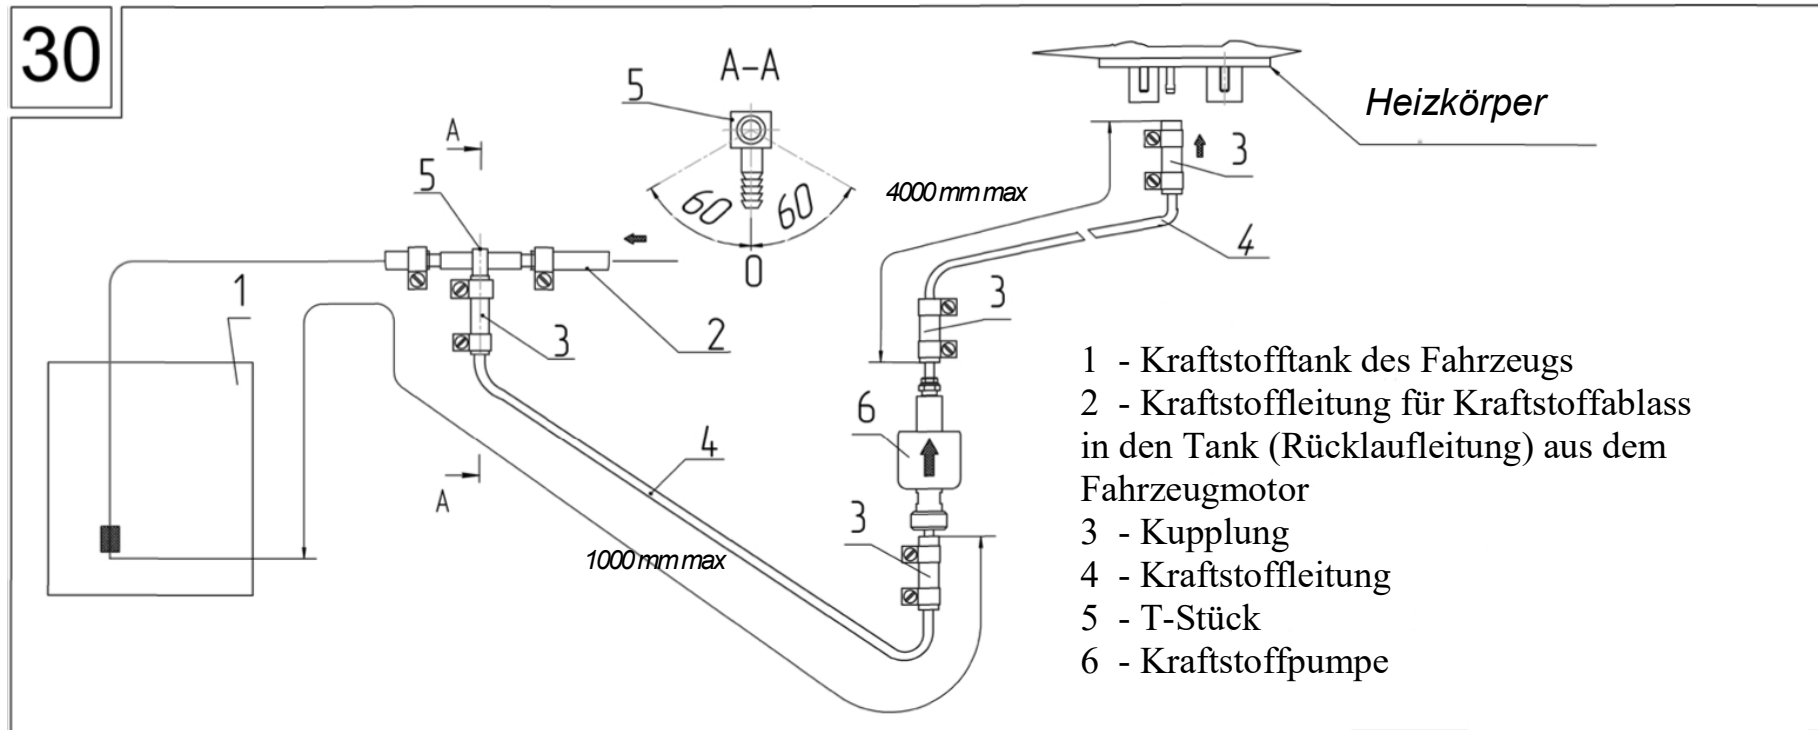 30
A-A
5
Heizkörper
A
3
5
60
60
4000 mm max
4
0
1
3
3
2
6
4
A
3
1000 mm max
1 - Kraftstofftank des Fahrzeugs
2 - Kraftstoffleitung für Kraftstoffablass
in den Tank (Rücklaufleitung) aus dem
Fahrzeugmotor
3 - Kupplung
4 - Kraftstoffleitung
5 - T-Stück
6 - Kraftstoffpumpe